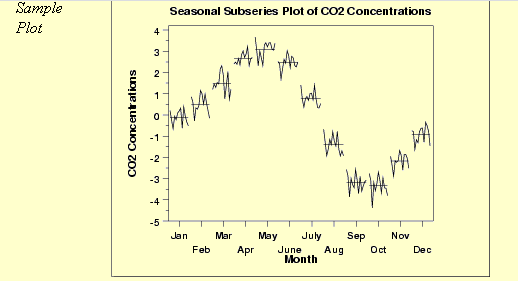 Sample
Plot
Seasonal Subseries Plot of CO2 Concentrations
CO2 Concentrations
4
3
2
1
0
-1
-2
-3
-4
-5
Jan Mar May July Sep Nov
Feb Apr June Aug Oct Dec
Month